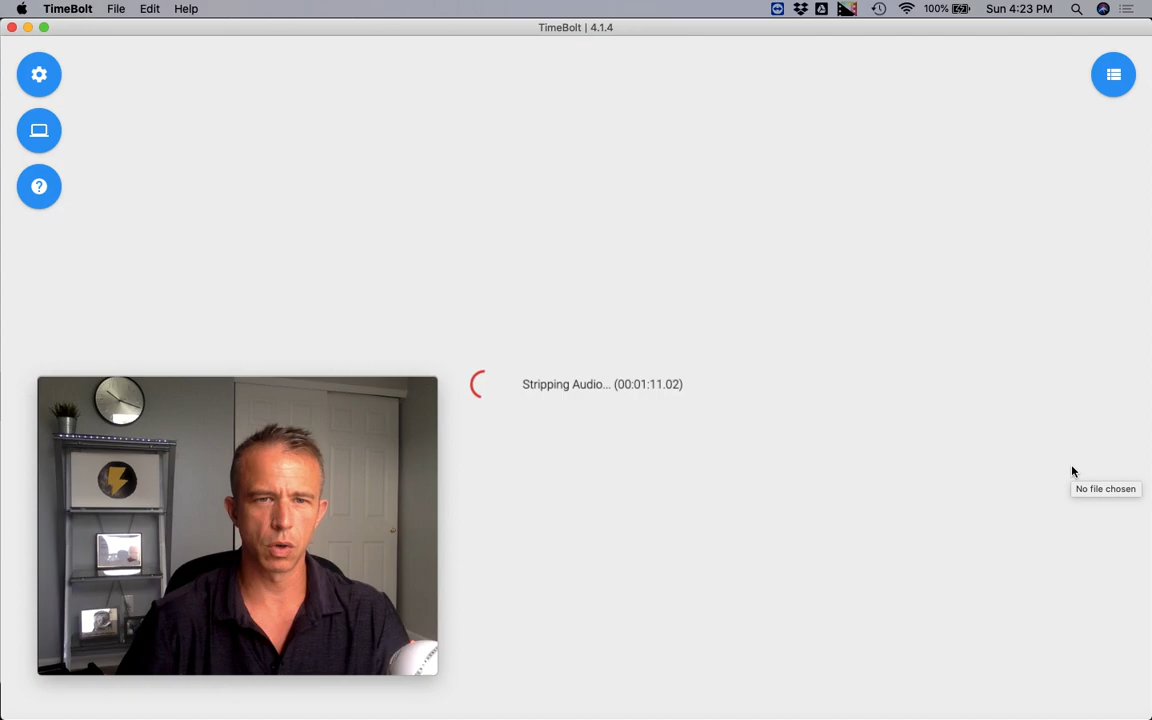 TimeBolt File Edit Help
100% Sun 4:23 PM
TimeBolt | 4.1.4
Stripping Audio... (00:01:11.02)
No file chosen